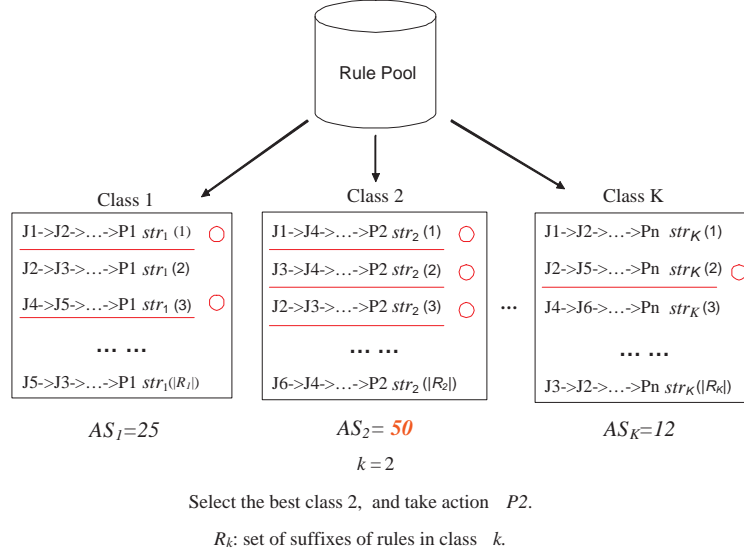 Rule Pool
Class 1
J1->J2->…->P1 str1 (1)
J2->J3->…->P1 str1 (2)
J4->J5->…->P1 str1 (3)
... ...
J5->J3->…->P1 str1(|R1|)
AS1=25
Class 2
J1->J4->…->P2 str2 (1)
J3->J4->…->P2 str2 (2)
J2->J3->…->P2 str2 (3)
... ...
J6->J4->…->P2 str2 (|R2|)
AS2= 50
k = 2
...
Class K
J1->J2->…->Pn strK (1)
J2->J5->…->Pn strK (2)
J4->J6->…->Pn strK (3)
... ...
J3->J2->…->Pn strK (|RK|)
ASK=12
Select the best class 2, and take action P2.
Rk: set of suffixes of rules in class k.